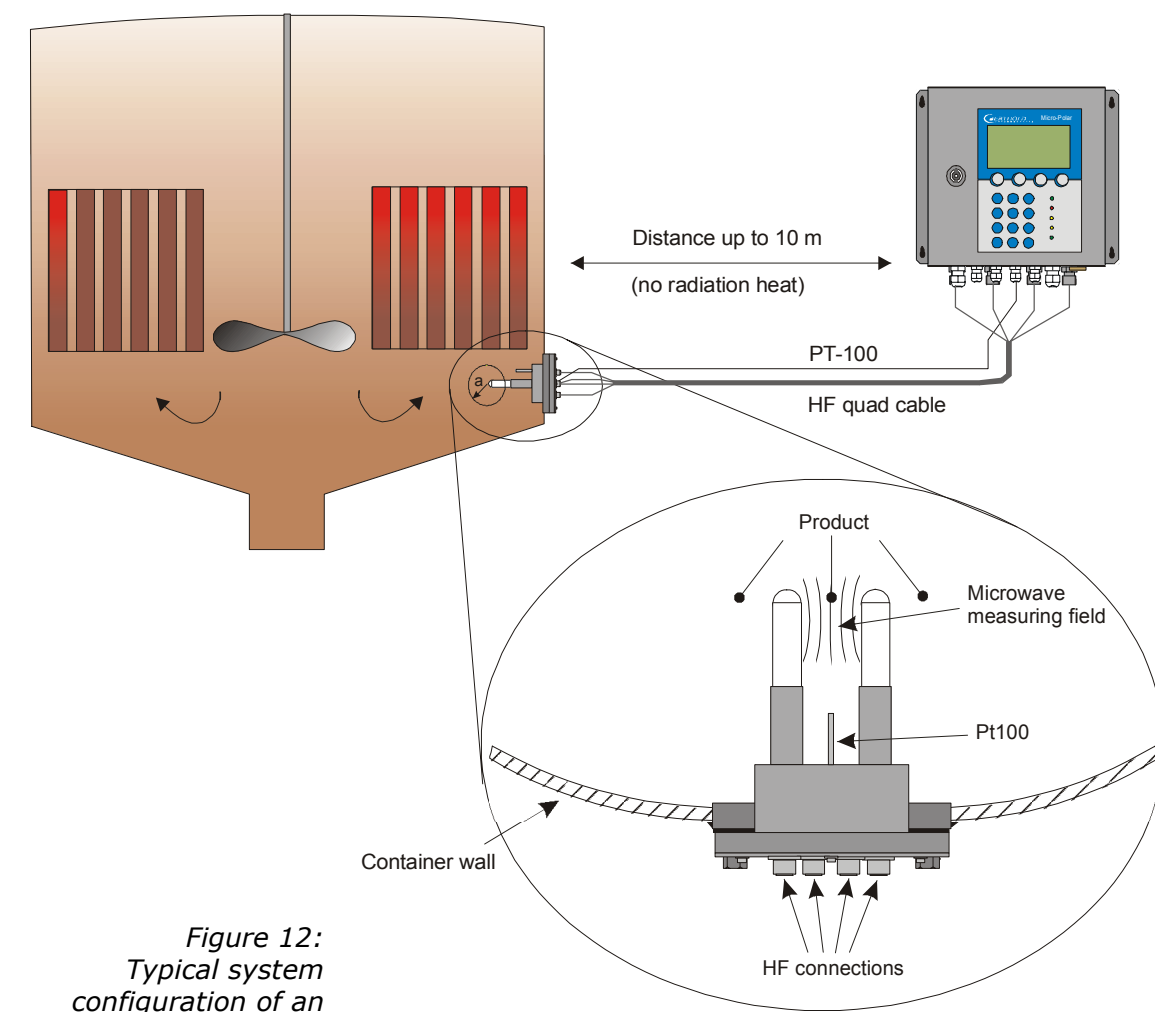 BERTHOLD
Micro-Polar
Distance up to 10 m
(no radiation heat)
PT-100
HF quad cable
a
Product
Microwave
measuring field
Pt100
Container wall
HF connections
Figure 12:
Typical system
configuration of an